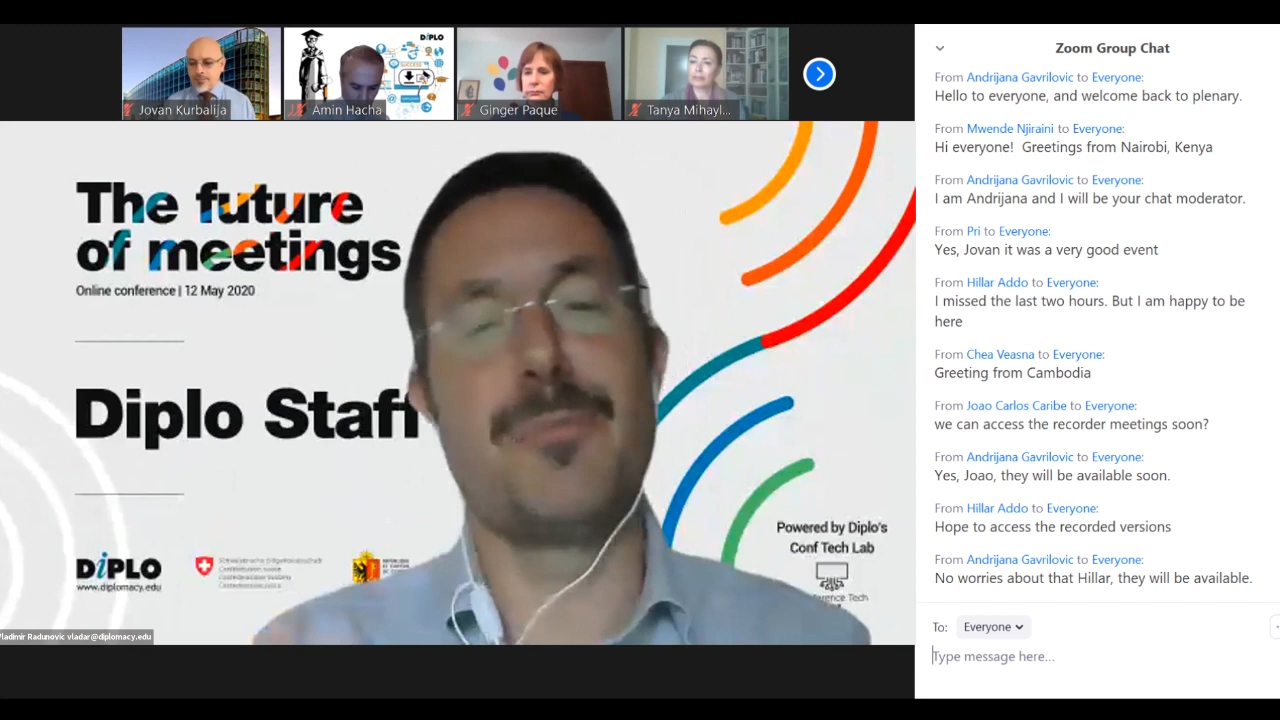 DiPLO
Jovan Kurbalija
Amin Hacha
Ginger Paque
Tanya Mihayl...
The future
of meetings
Online conference | 12 May 2020
Diplo Staff
DiPLO
www.diplomacy.edu
Powered by Diplo's
Conf Tech Lab
Vladimir Radunovic vladar@diplomacy.edu
Zoom Group Chat
From Andrijana Gavrilovic to Everyone:
Hello to everyone, and welcome back to plenary.
From Mwende Njiraini to Everyone:
Hi everyone! Greetings from Nairobi, Kenya
From Andrijana Gavrilovic to Everyone:
I am Andrijana and I will be your chat moderator.
From Pri to Everyone:
Yes, Jovan it was a very good event
From Hillar Addo to Everyone:
I missed the last two hours. But I am happy to be
here
From Chea Veasna to Everyone:
Greeting from Cambodia
From Joao Carlos Caribe to Everyone:
we can access the recorder meetings soon?
From Andrijana Gavrilovic to Everyone:
Yes, Joao, they will be available soon.
From Hillar Addo to Everyone:
Hope to access the recorded versions
From Andrijana Gavrilovic to Everyone:
No worries about that Hillar, they will be available.
To: Everyone
Type message here...